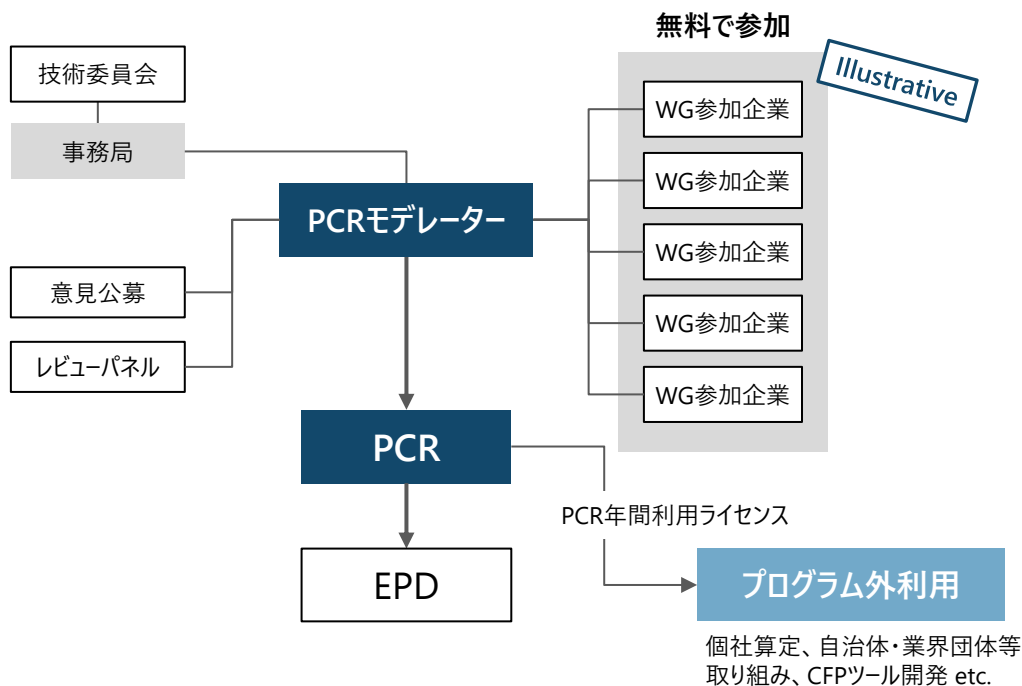 無料で参加
Illustrative
技術委員会
事務局
PCRモデレーター
意見公募
レビューパネル
WG参加企業
WG参加企業
WG参加企業
WG参加企業
WG参加企業
PCR
PCR年間利用ライセンス
EPD
プログラム外利用
個社算定、自治体・業界団体等
取り組み、CFPツール開発 etc.